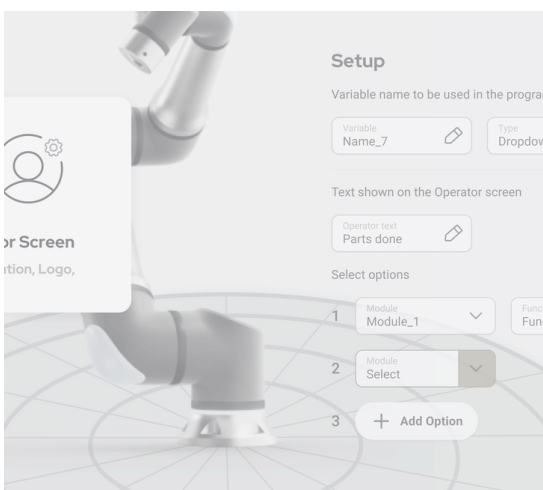 or Screen
ation, Logo,
Setup
Variable name to be used in the progra
Variable
Name_7
Type
Dropdow
Text shown on the Operator screen
Operator text
Parts done
Select options
1
Module
Module_1
Func
Fun
2
Module
Select
3
+ Add Option